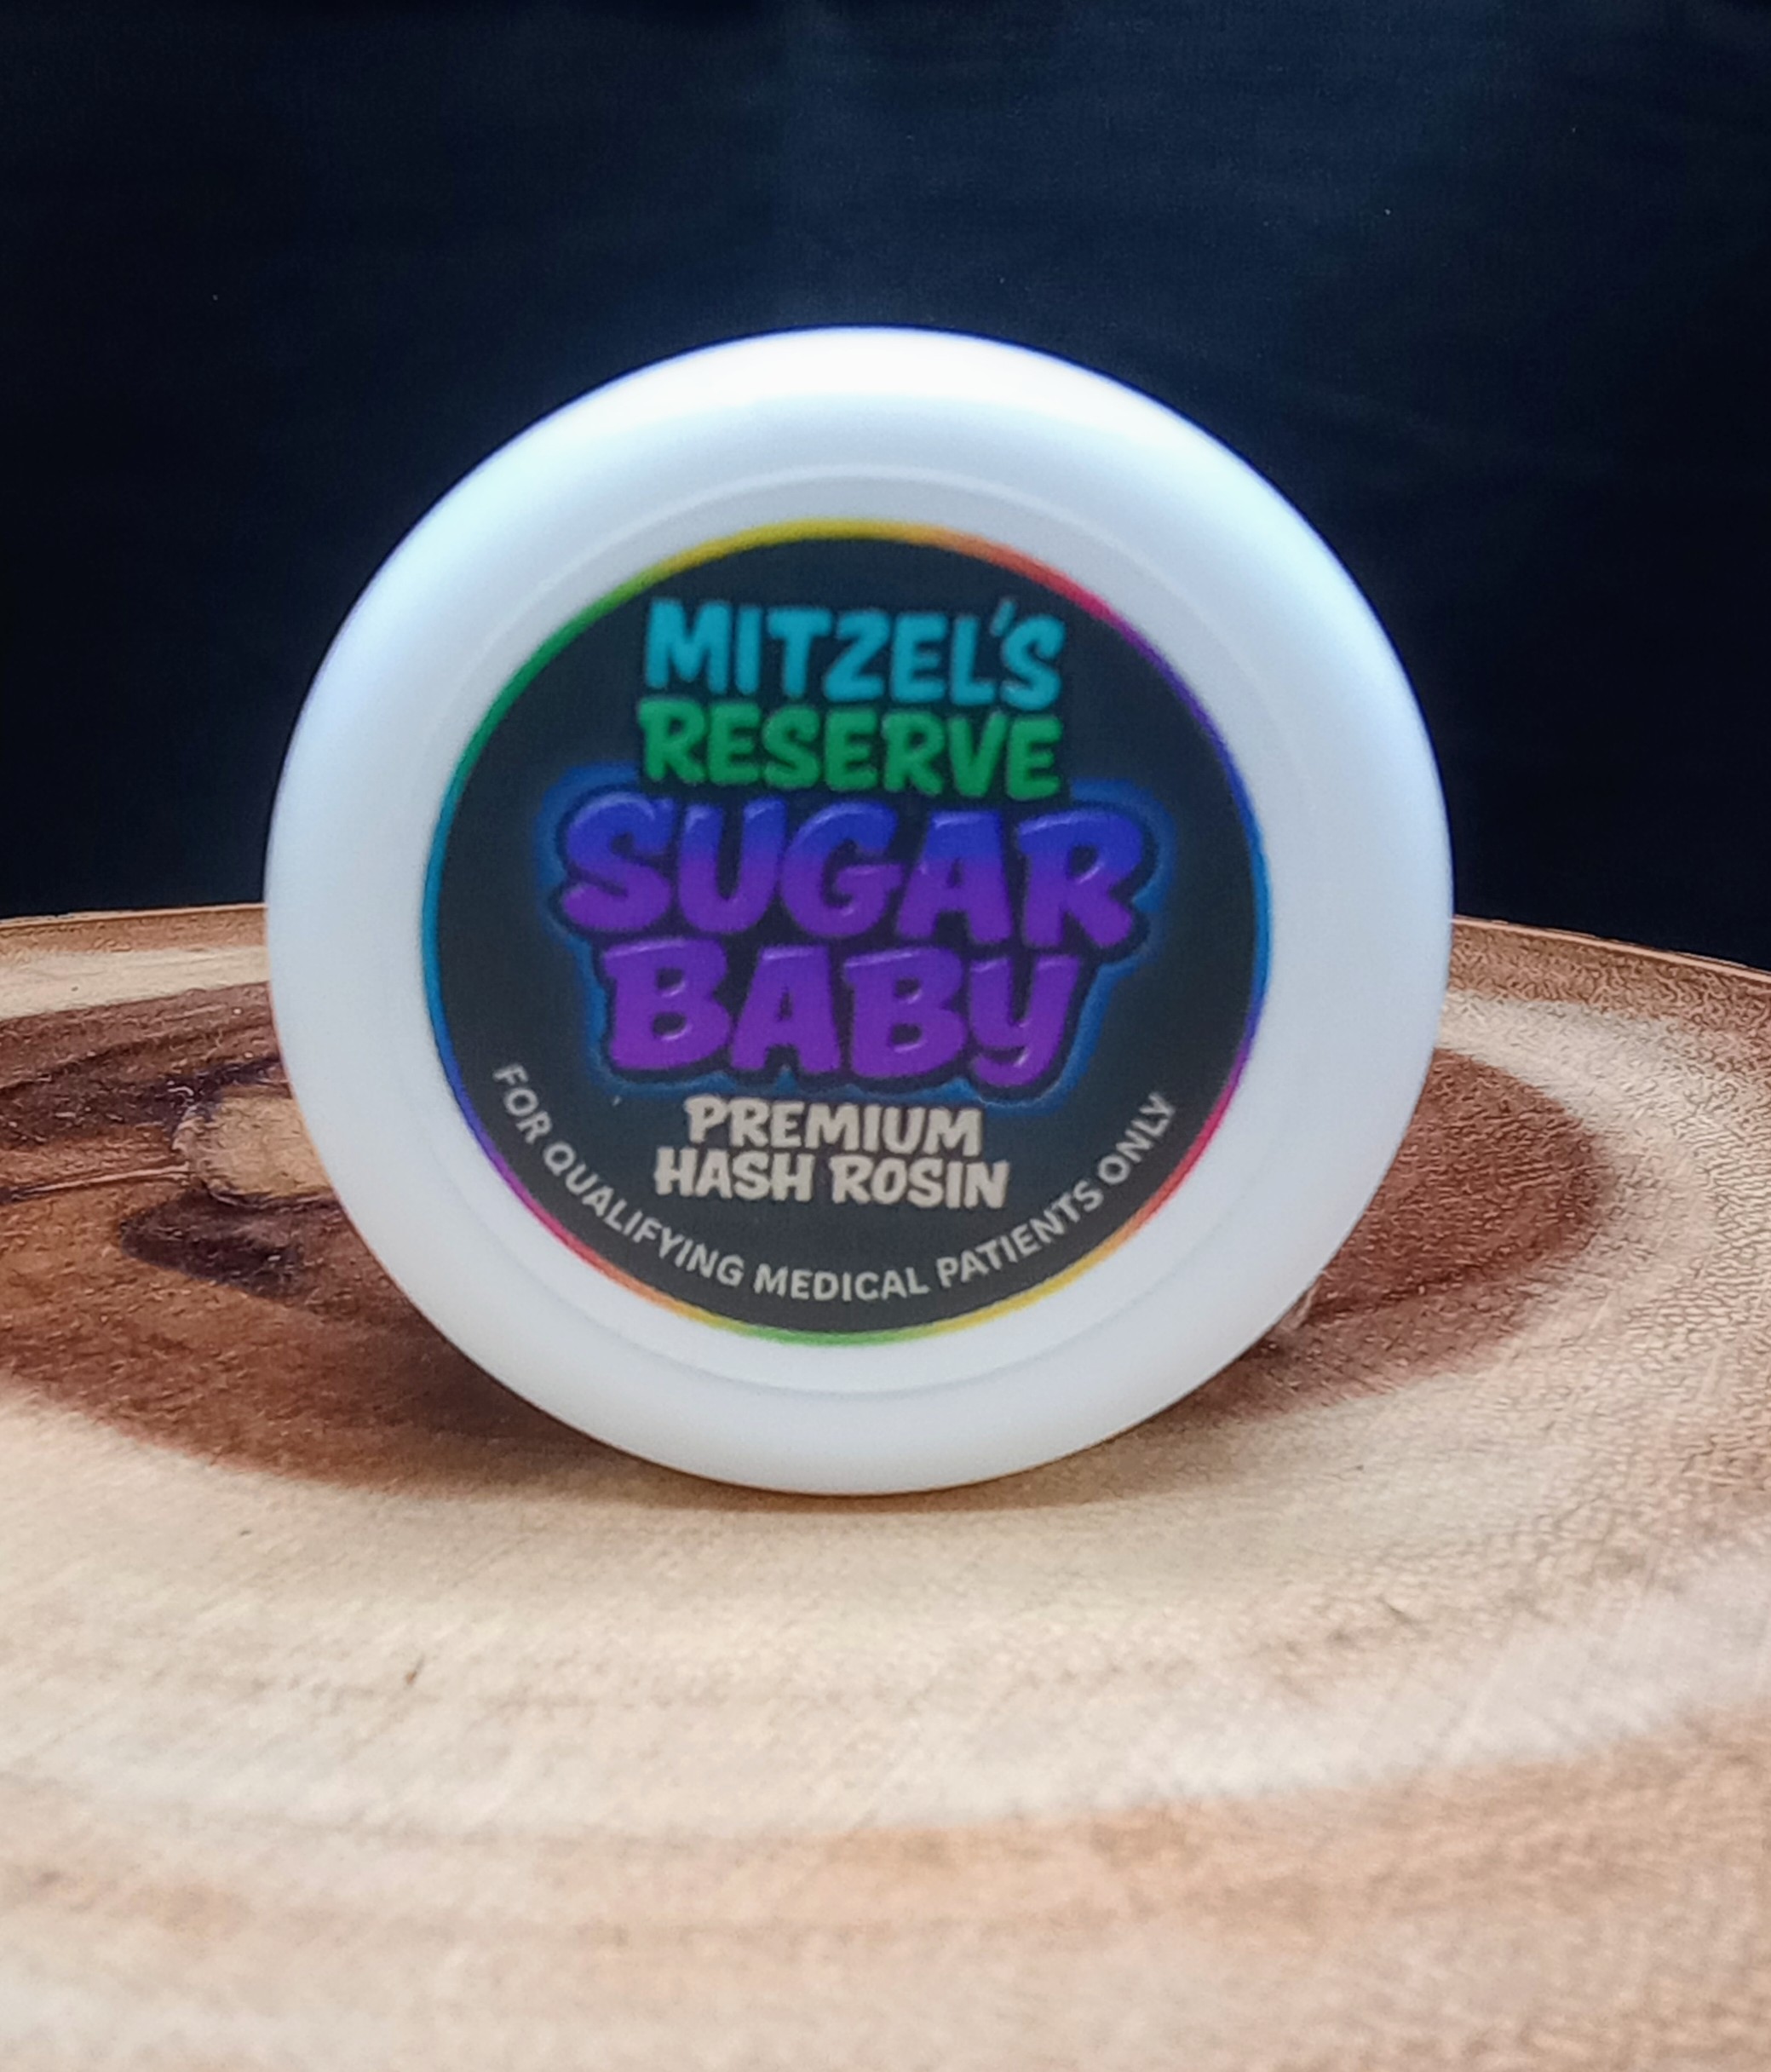 MITZEL'S
RESERVE
SUGAR
BABY
PREMIUM
HASH ROSIN
FOR QUALIFYING MEDICAL PATIENTS ONLY